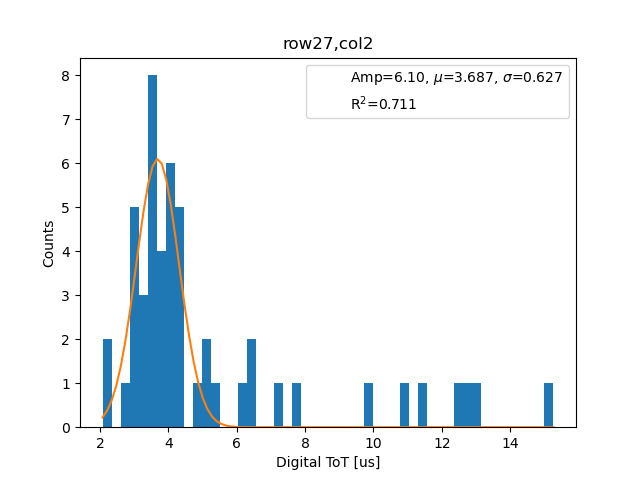 row27,col2
Amp=6.10, μ=3.687, σ=0.627
R²=0.711
Counts
8
7
6
5
4
3
2
1
0
2 4 6 8 10 12 14
Digital ToT [us]